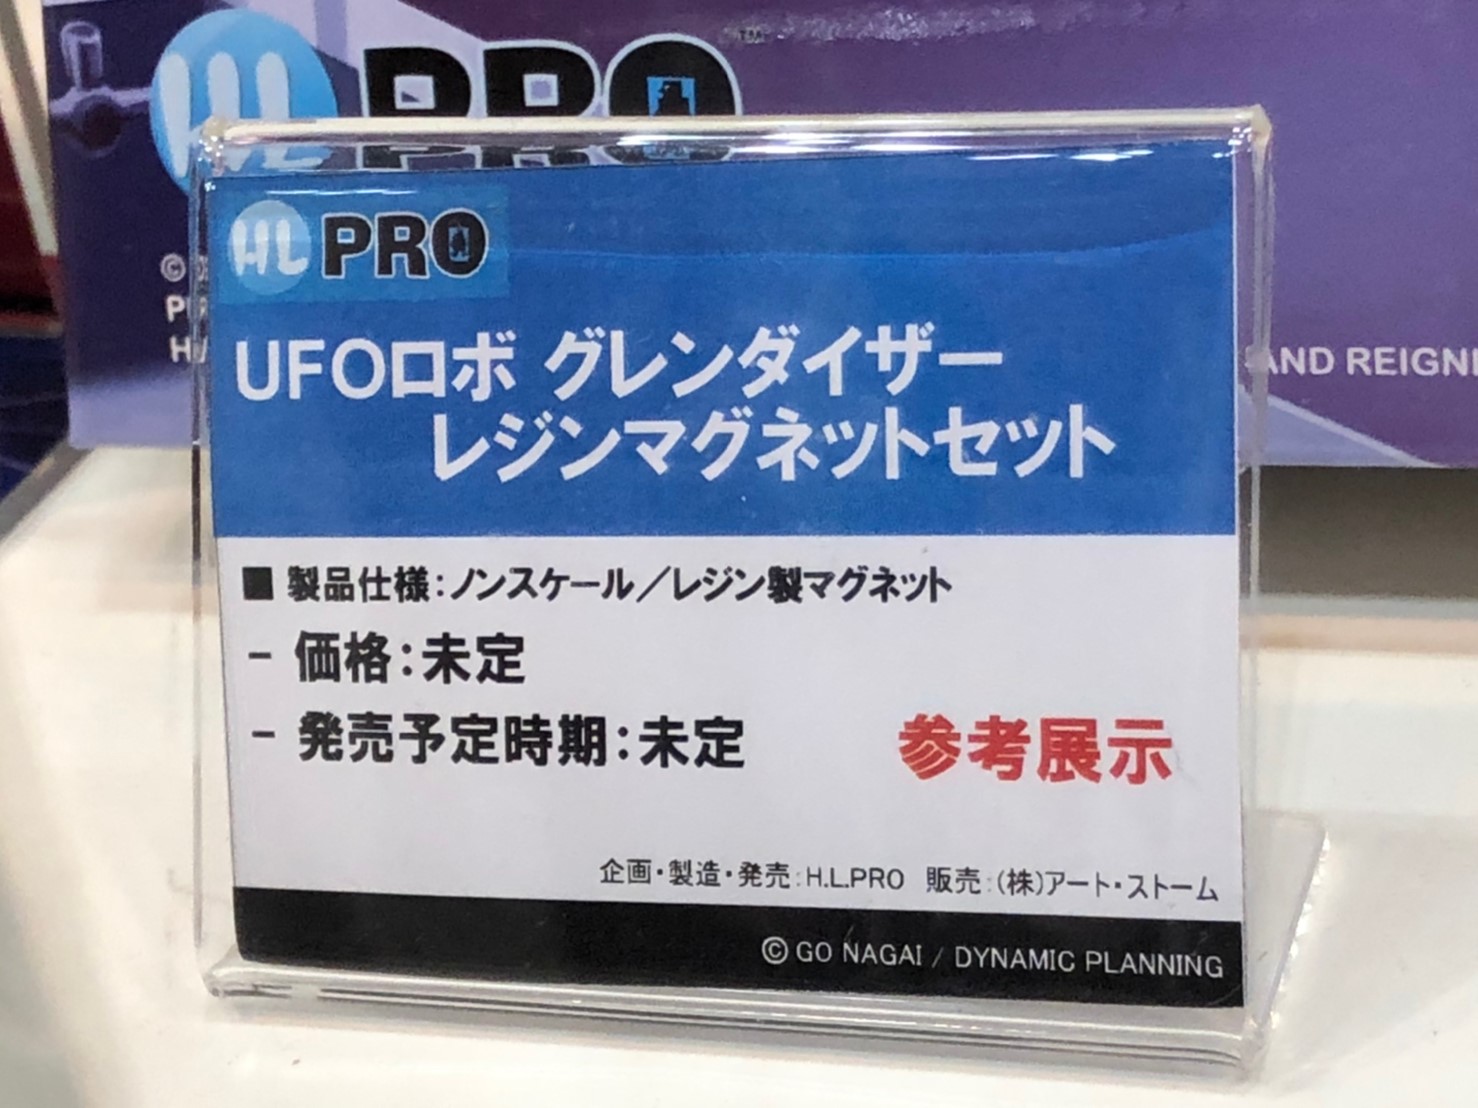 HL PRO
TM
HL PRO
UFOロボ グレンダイザー
レジンマグネットセット
■ 製品仕様:ノンスケール/レジン製マグネット
- 価格:未定
- 発売予定時期:未定
参考展示
企画・製造・発売:H.L.PRO 販売:(株)アート・ストーム
© GO NAGAI / DYNAMIC PLANNING
©
AND